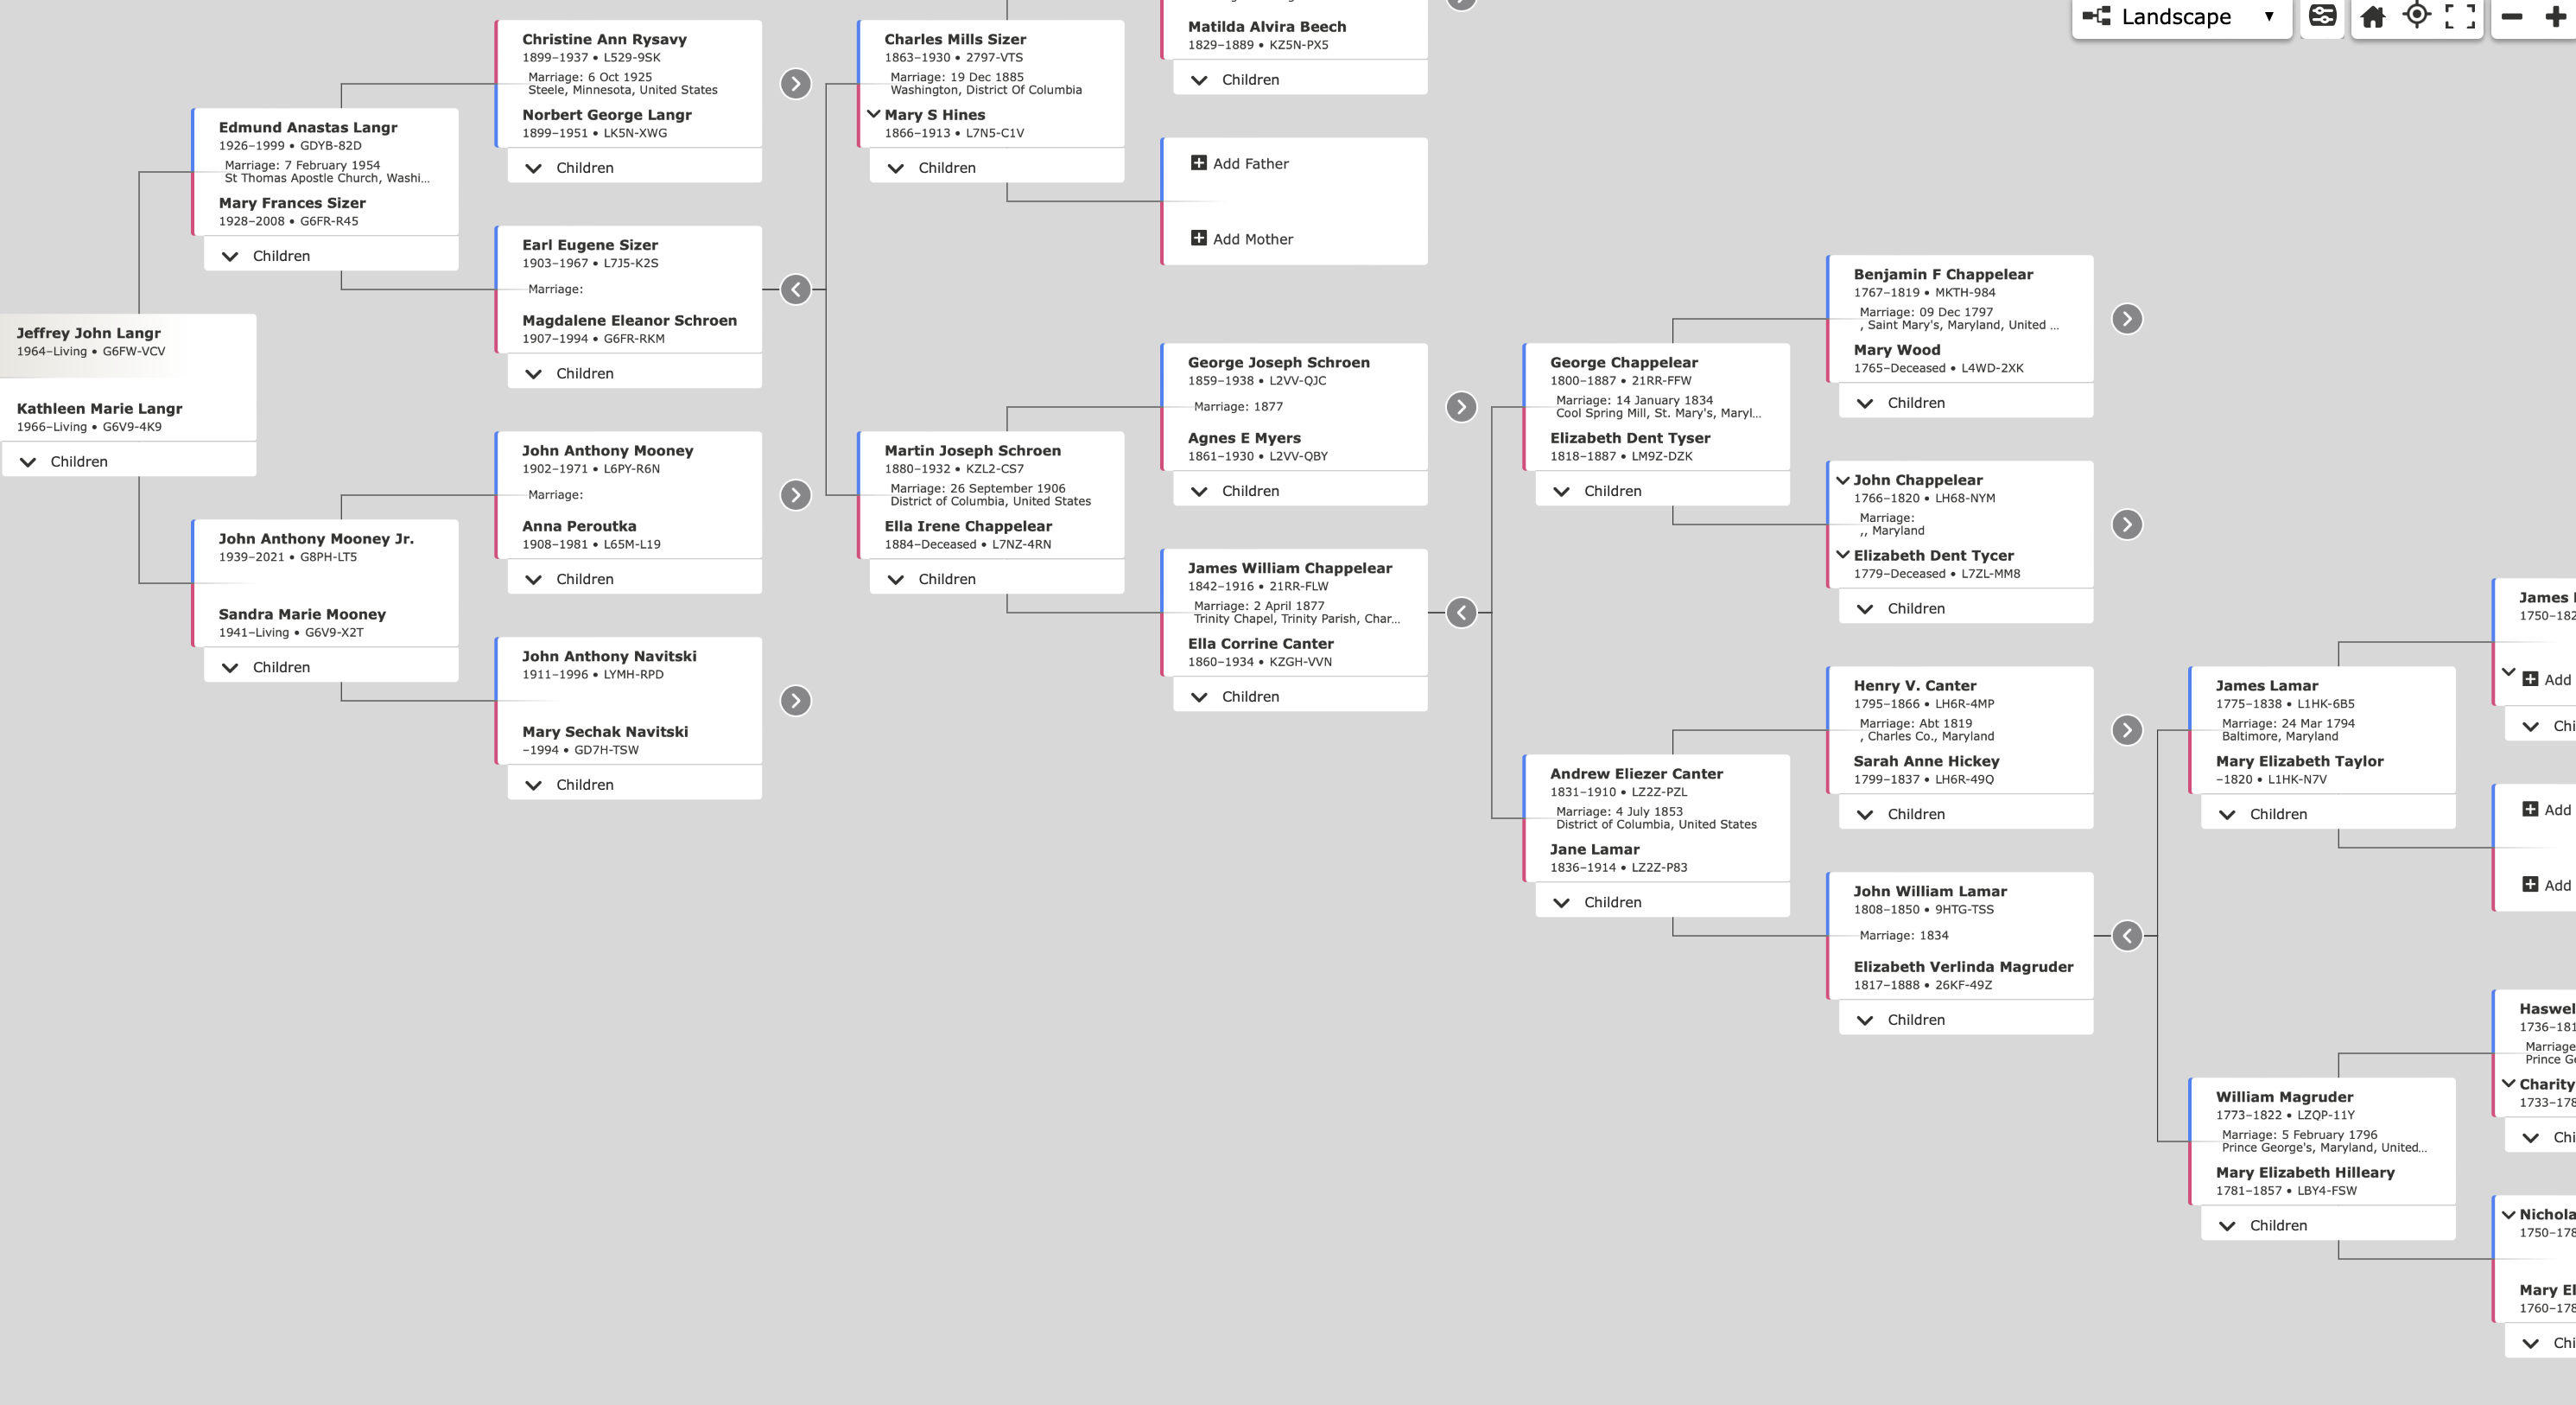 Landscape
Matilda Alvira Beech
1829–1889 • KZ5N-PX5
Children
Christine Ann Rysavy
1899–1937 • L529-9SK
Marriage: 6 Oct 1925
Steele, Minnesota, United States
Norbert George Langr
1899–1951 • LK5N-XWG
Children
Charles Mills Sizer
1863–1930 • 2797-VTS
Marriage: 19 Dec 1885
Washington, District Of Columbia
Mary S Hines
1866–1913 • L7N5-C1V
Children
Edmund Anastas Langr
1926–1999 • GDYB-82D
Marriage: 7 February 1954
St Thomas Apostle Church, Washi...
Mary Frances Sizer
1928–2008 • G6FR-R45
Children
Add Father
Add Mother
Earl Eugene Sizer
1903–1967 • L7J5-K2S
Marriage:
Magdalene Eleanor Schroen
1907–1994 • G6FR-RKM
Children
Jeffrey John Langr
1964–Living • G6FW-VCV
Kathleen Marie Langr
1966–Living • G6V9-4K9
Children
John Anthony Mooney
1902–1971 • L6PY-R6N
Marriage:
Anna Peroutka
1908–1981 • L65M-L19
Children
John Anthony Mooney Jr.
1939–2021 • G8PH-LT5
Sandra Marie Mooney
1941–Living • G6V9-X2T
Children
John Anthony Navitski
1911–1996 • LYMH-RPD
Mary Sechak Navitski
–1994 • GD7H-TSW
Children
Martin Joseph Schroen
1880–1932 • KZL2-CS7
Marriage: 26 September 1906
District of Columbia, United States
Ella Irene Chappelear
1884–Deceased • L7NZ-4RN
Children
George Joseph Schroen
1859–1938 • L2VV-QJC
Marriage: 1877
Agnes E Myers
1861–1930 • L2VV-QBY
Children
James William Chappelear
1842–1916 • 21RR-FLW
Marriage: 2 April 1877
Trinity Chapel, Trinity Parish, Char...
Ella Corrine Canter
1860–1934 • KZGH-VVN
Children
George Chappelear
1800–1887 • 21RR-FFW
Marriage: 14 January 1834
Cool Spring Mill, St. Mary's, Maryl...
Elizabeth Dent Tyser
1818–1887 • LM9Z-DZK
Children
Benjamin F Chappelear
1767–1819 • MKTH-984
Marriage: 09 Dec 1797
, Saint Mary's, Maryland, United ...
Mary Wood
1765–Deceased • L4WD-2XK
Children
John Chappelear
1766–1820 • LH68-NYM
Marriage:
,, Maryland
Elizabeth Dent Tycer
1779–Deceased • L7ZL-MM8
Children
Andrew Eliezer Canter
1831–1910 • LZ2Z-PZL
Marriage: 4 July 1853
District of Columbia, United States
Jane Lamar
1836–1914 • LZ2Z-P83
Children
Henry V. Canter
1795–1866 • LH6R-4MP
Marriage: Abt 1819
, Charles Co., Maryland
Sarah Anne Hickey
1799–1837 • LH6R-49Q
Children
John William Lamar
1808–1850 • 9HTG-TSS
Marriage: 1834
Elizabeth Verlinda Magruder
1817–1888 • 26KF-49Z
Children
James Lamar
1775–1838 • L1HK-6B5
Marriage: 24 Mar 1794
Baltimore, Maryland
Mary Elizabeth Taylor
–1820 • L1HK-N7V
Children
William Magruder
1773–1822 • LZQP-11Y
Marriage: 5 February 1796
Prince George's, Maryland, United...
Mary Elizabeth Hilleary
1781–1857 • LBY4-FSW
Children
James
1750–182
Add
Chi
Add
Add
Haswel
1736–181
Marriage
Prince G
Charity
1733–178
Chi
Nichola
1750–178
Mary El
1760–178
Chi